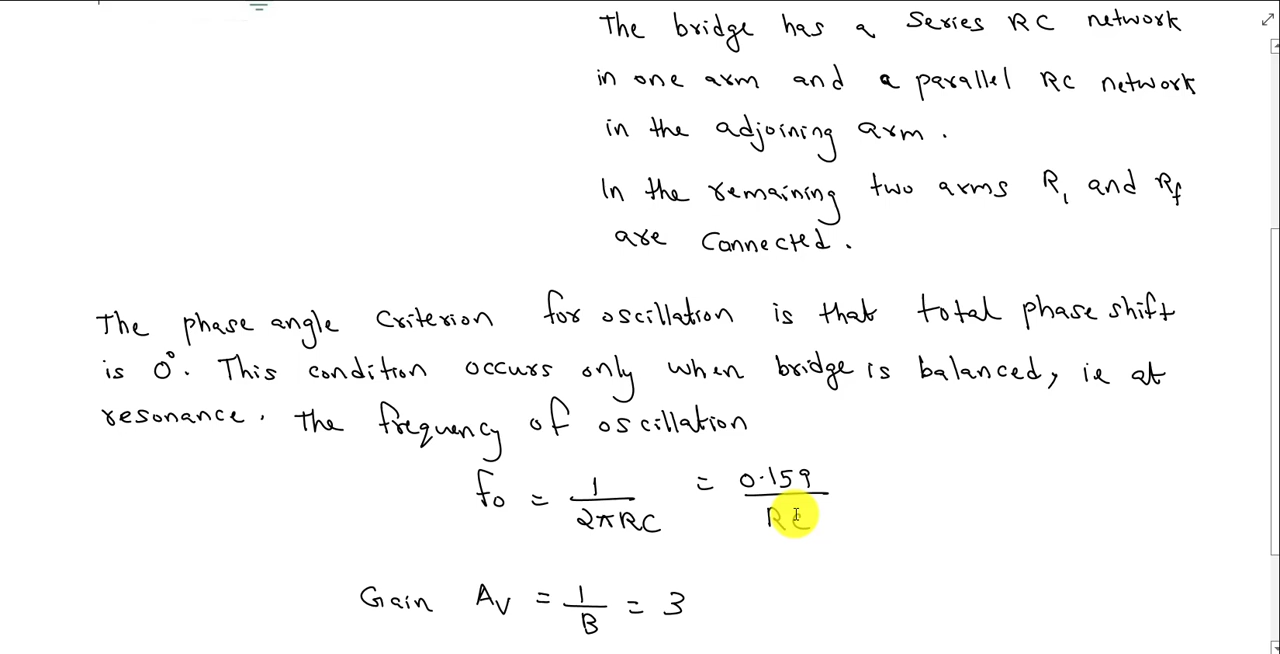 The bridge has a series RC network
in one arm and a parallel RC network
in the adjoining arm.
In the remaining two arms R₁ and Rf
are connected.
The phase angle criterion for oscillation is that total phase shift
is 0°. This condition occurs only when bridge is balanced, ie at
resonance. The frequency of oscillation
fo = 1/2πRC = 0.159/RC
Gain Av = 1/B = 3